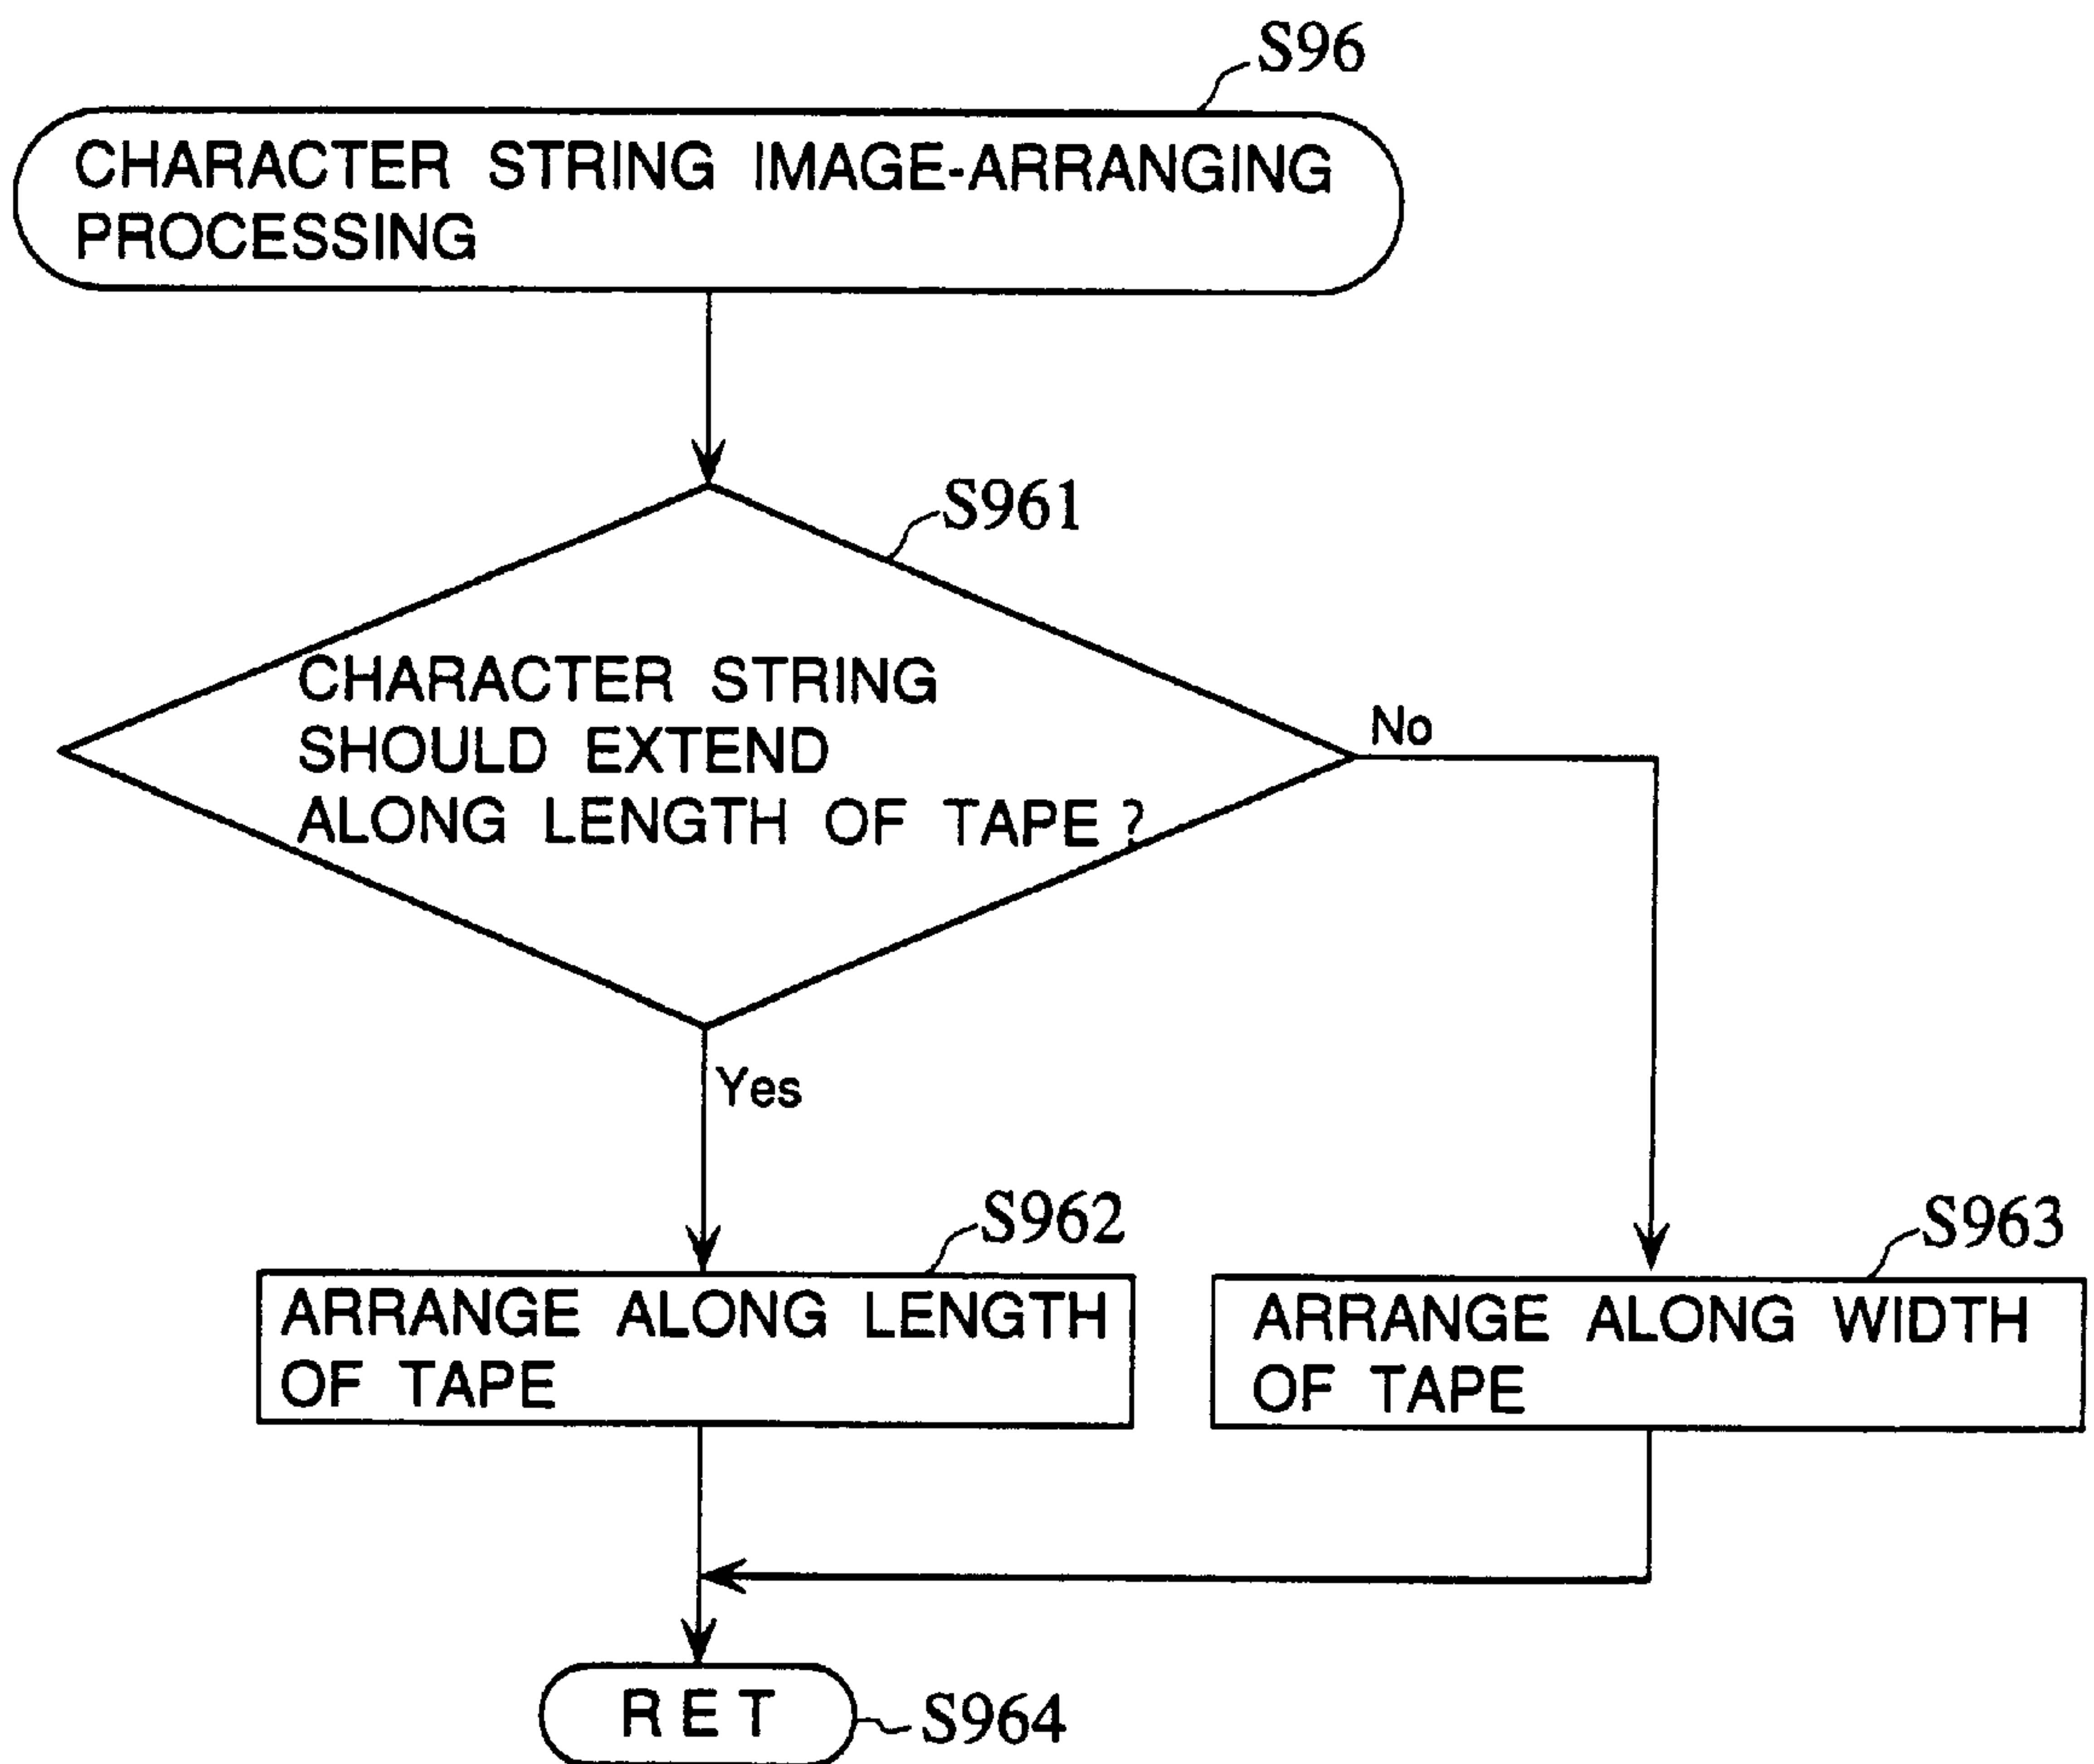 S96
CHARACTER STRING IMAGE-ARRANGING
PROCESSING
S961
CHARACTER STRING
SHOULD EXTEND
ALONG LENGTH OF TAPE?
No
Yes
S962
ARRANGE ALONG LENGTH
OF TAPE
S963
ARRANGE ALONG WIDTH
OF TAPE
RET
S964